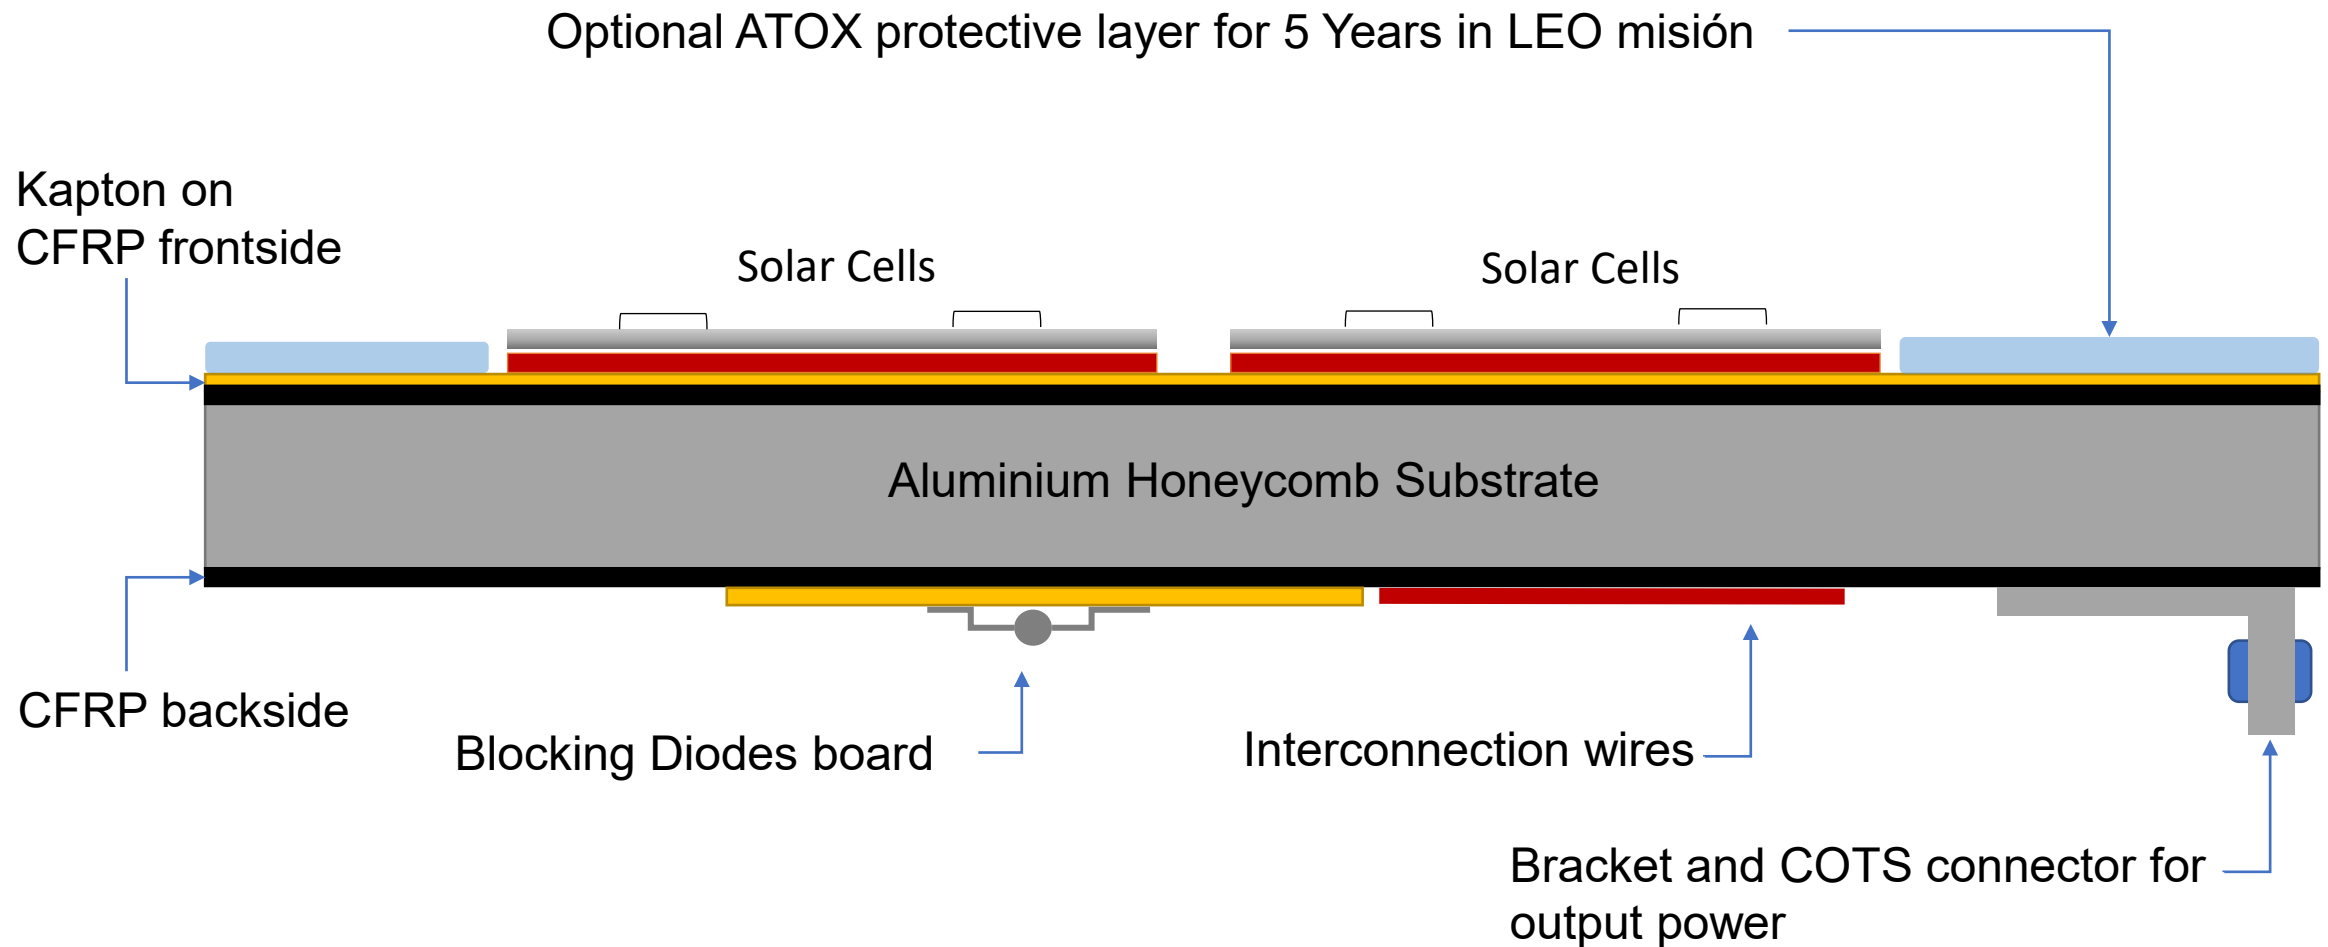 Optional ATOX protective layer for 5 Years in LEO misión
Kapton on
CFRP frontside
Solar Cells
Solar Cells
Aluminium Honeycomb Substrate
CFRP backside
Blocking Diodes board
Interconnection wires
Bracket and COTS connector for
output power